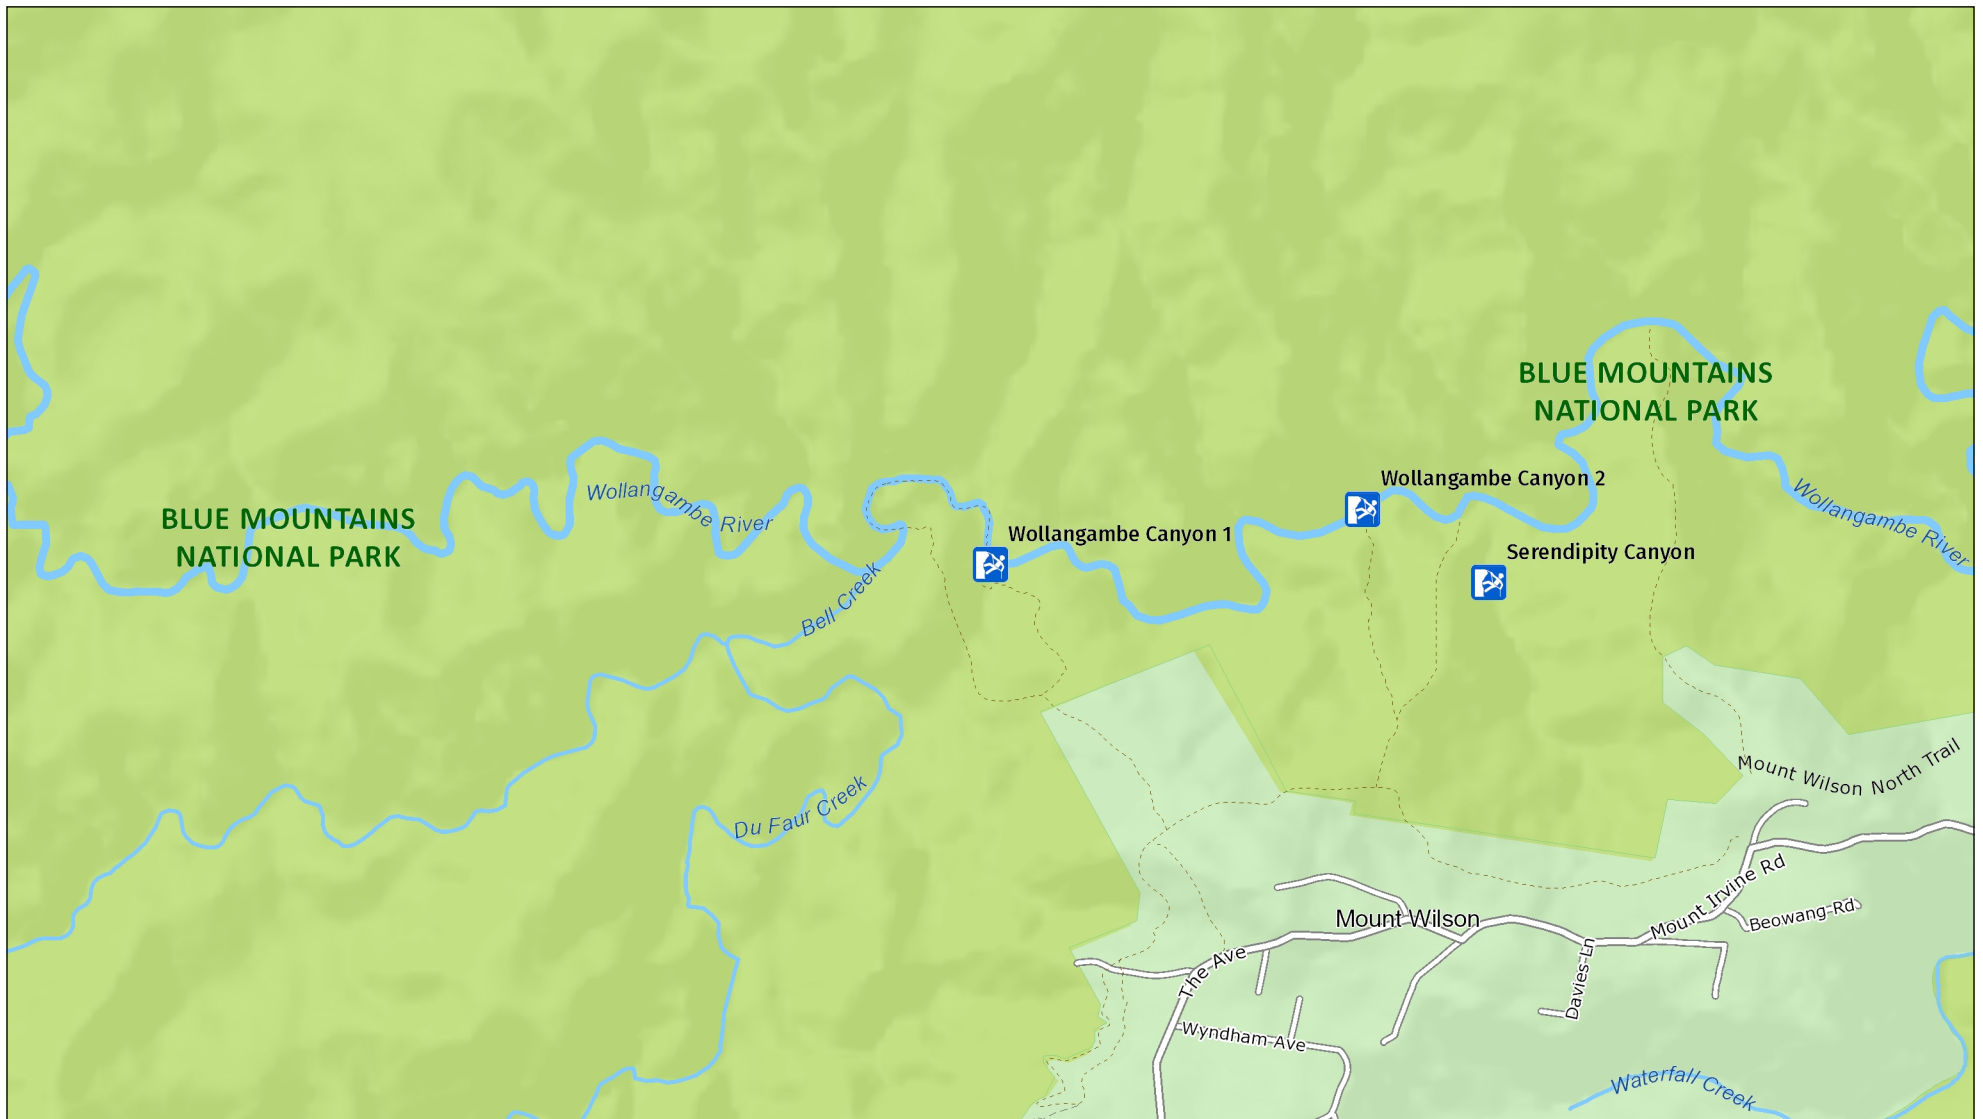 BLUE MOUNTAINS
NATIONAL PARK
Wollangambe Canyon 2
Wollangambe River
Wollangambe River
BLUE MOUNTAINS
NATIONAL PARK
Wollangambe Canyon 1
Serendipity Canyon
Bell Creek
Mount Wilson North Trail
Du Faur Creek
Mount Irvine Rd
Mount Wilson
Beowang Rd
The Ave
Davies Ln
Wyndham Ave
Waterfall Creek